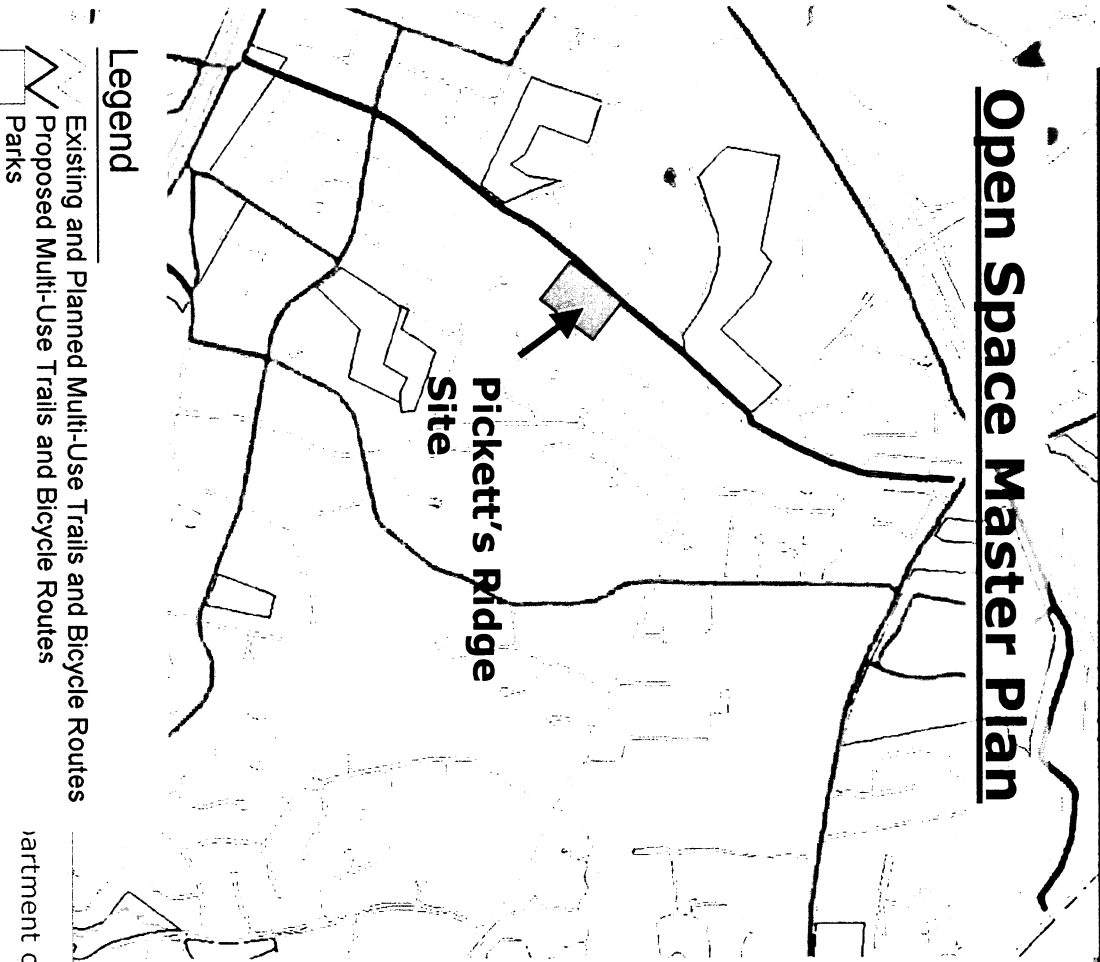 Open Space Master Plan
Pickett's Ridge
Site
Legend
Existing and Planned Multi-Use Trails and Bicycle Routes
Proposed Multi-Use Trails and Bicycle Routes
Parks